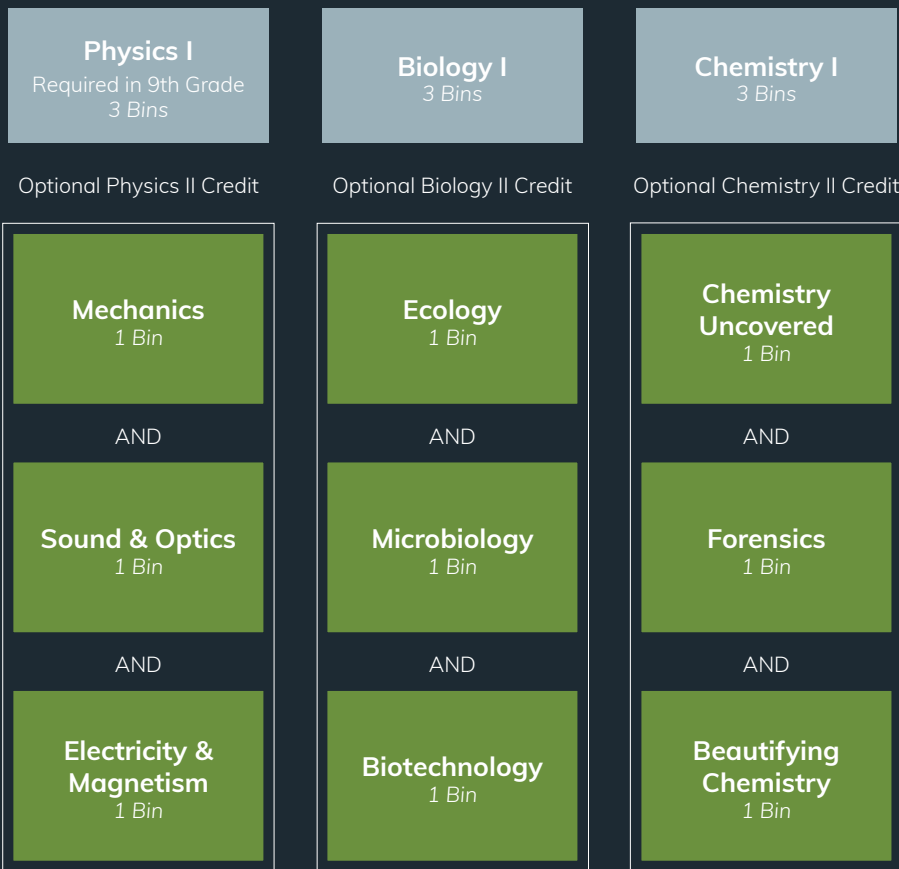 Physics I
Required in 9th Grade
3 Bins
Biology I
3 Bins
Chemistry I
3 Bins
Optional Physics II Credit
Optional Biology II Credit
Optional Chemistry II Credit
Mechanics
1 Bin
AND
Sound & Optics
1 Bin
AND
Electricity &
Magnetism
1 Bin
Ecology
1 Bin
AND
Microbiology
1 Bin
AND
Biotechnology
1 Bin
Chemistry
Uncovered
1 Bin
AND
Forensics
1 Bin
AND
Beautifying
Chemistry
1 Bin